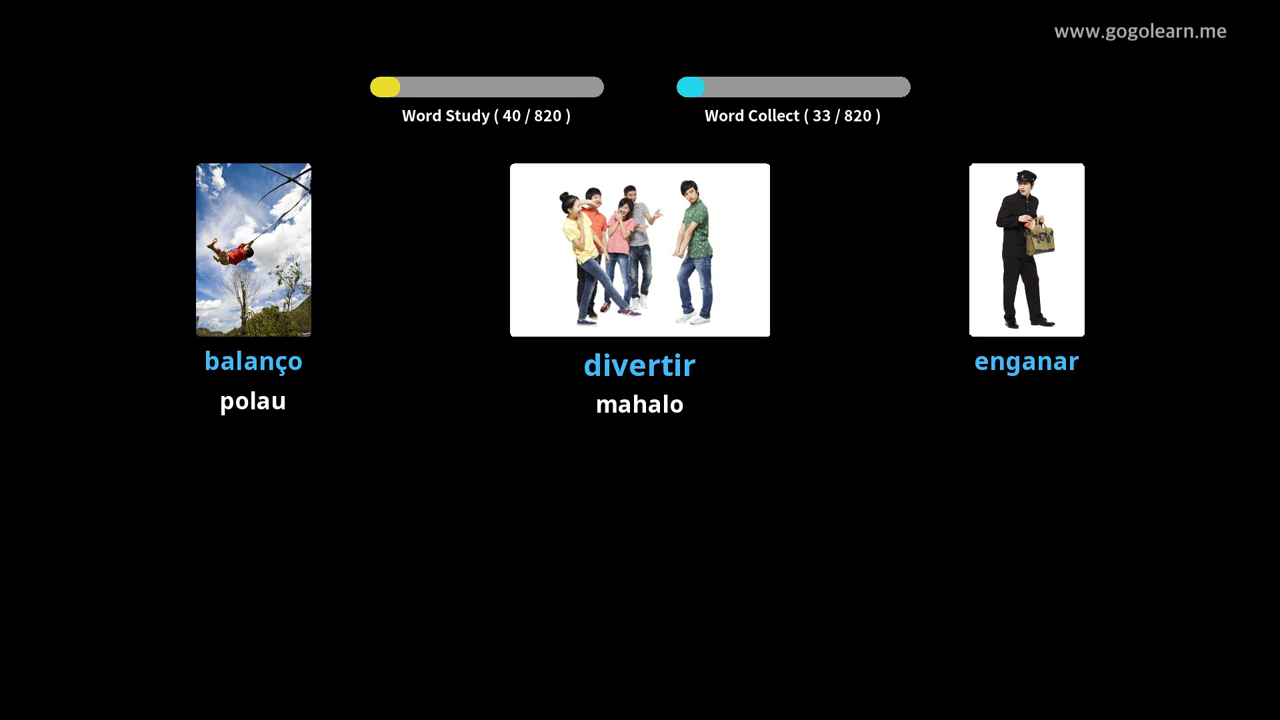 www.gogolearn.me
Word Study ( 40 / 820 )
Word Collect ( 33 / 820 )
balanço
polau
divertir
mahalo
enganar